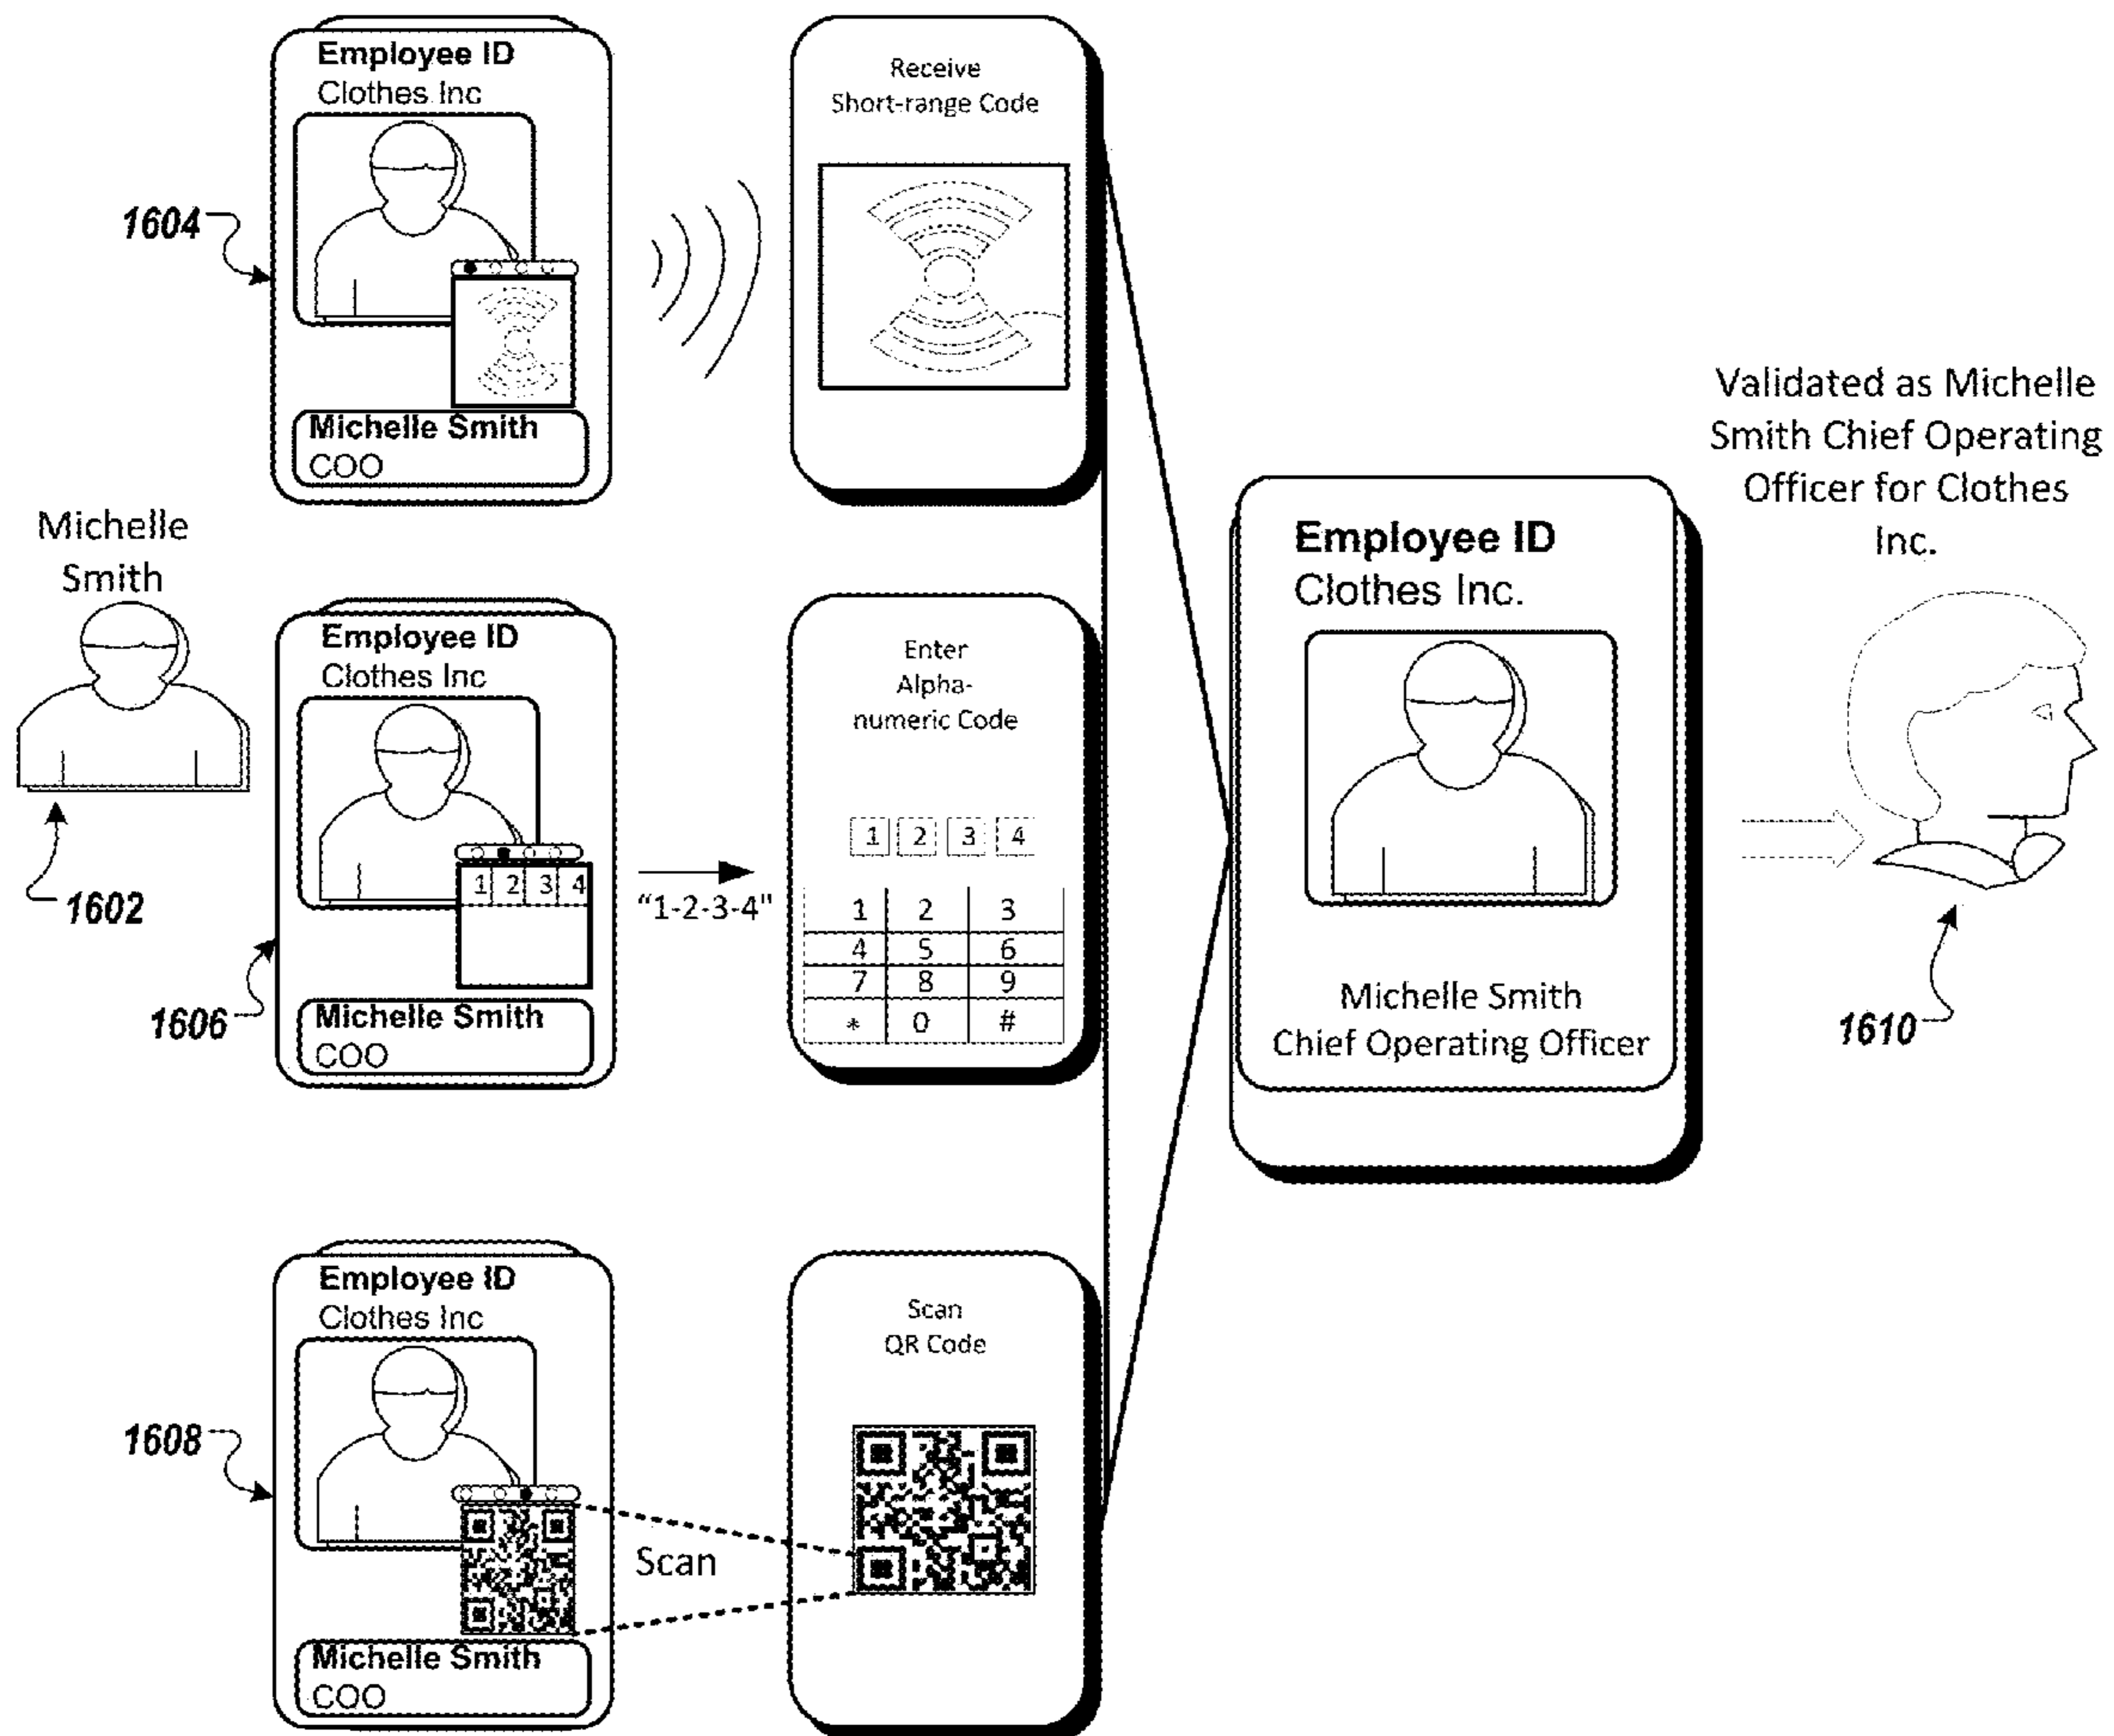 Employee ID
Clothes Inc
1604
Michelle Smith
COO
Receive
Short-range Code
Michelle
Smith
1602
Employee ID
Clothes Inc
1 2 3 4
1606
Michelle Smith
COO
"1-2-3-4"
Enter
Alpha-
numeric Code
1 2 3 4
1 2 3
4 5 6
7 8 9
* 0 #
Employee ID
Clothes Inc
1608
Michelle Smith
COO
Scan
Scan
QR Code
Employee ID
Clothes Inc.
Michelle Smith
Chief Operating Officer
Validated as Michelle
Smith Chief Operating
Officer for Clothes
Inc.
1610